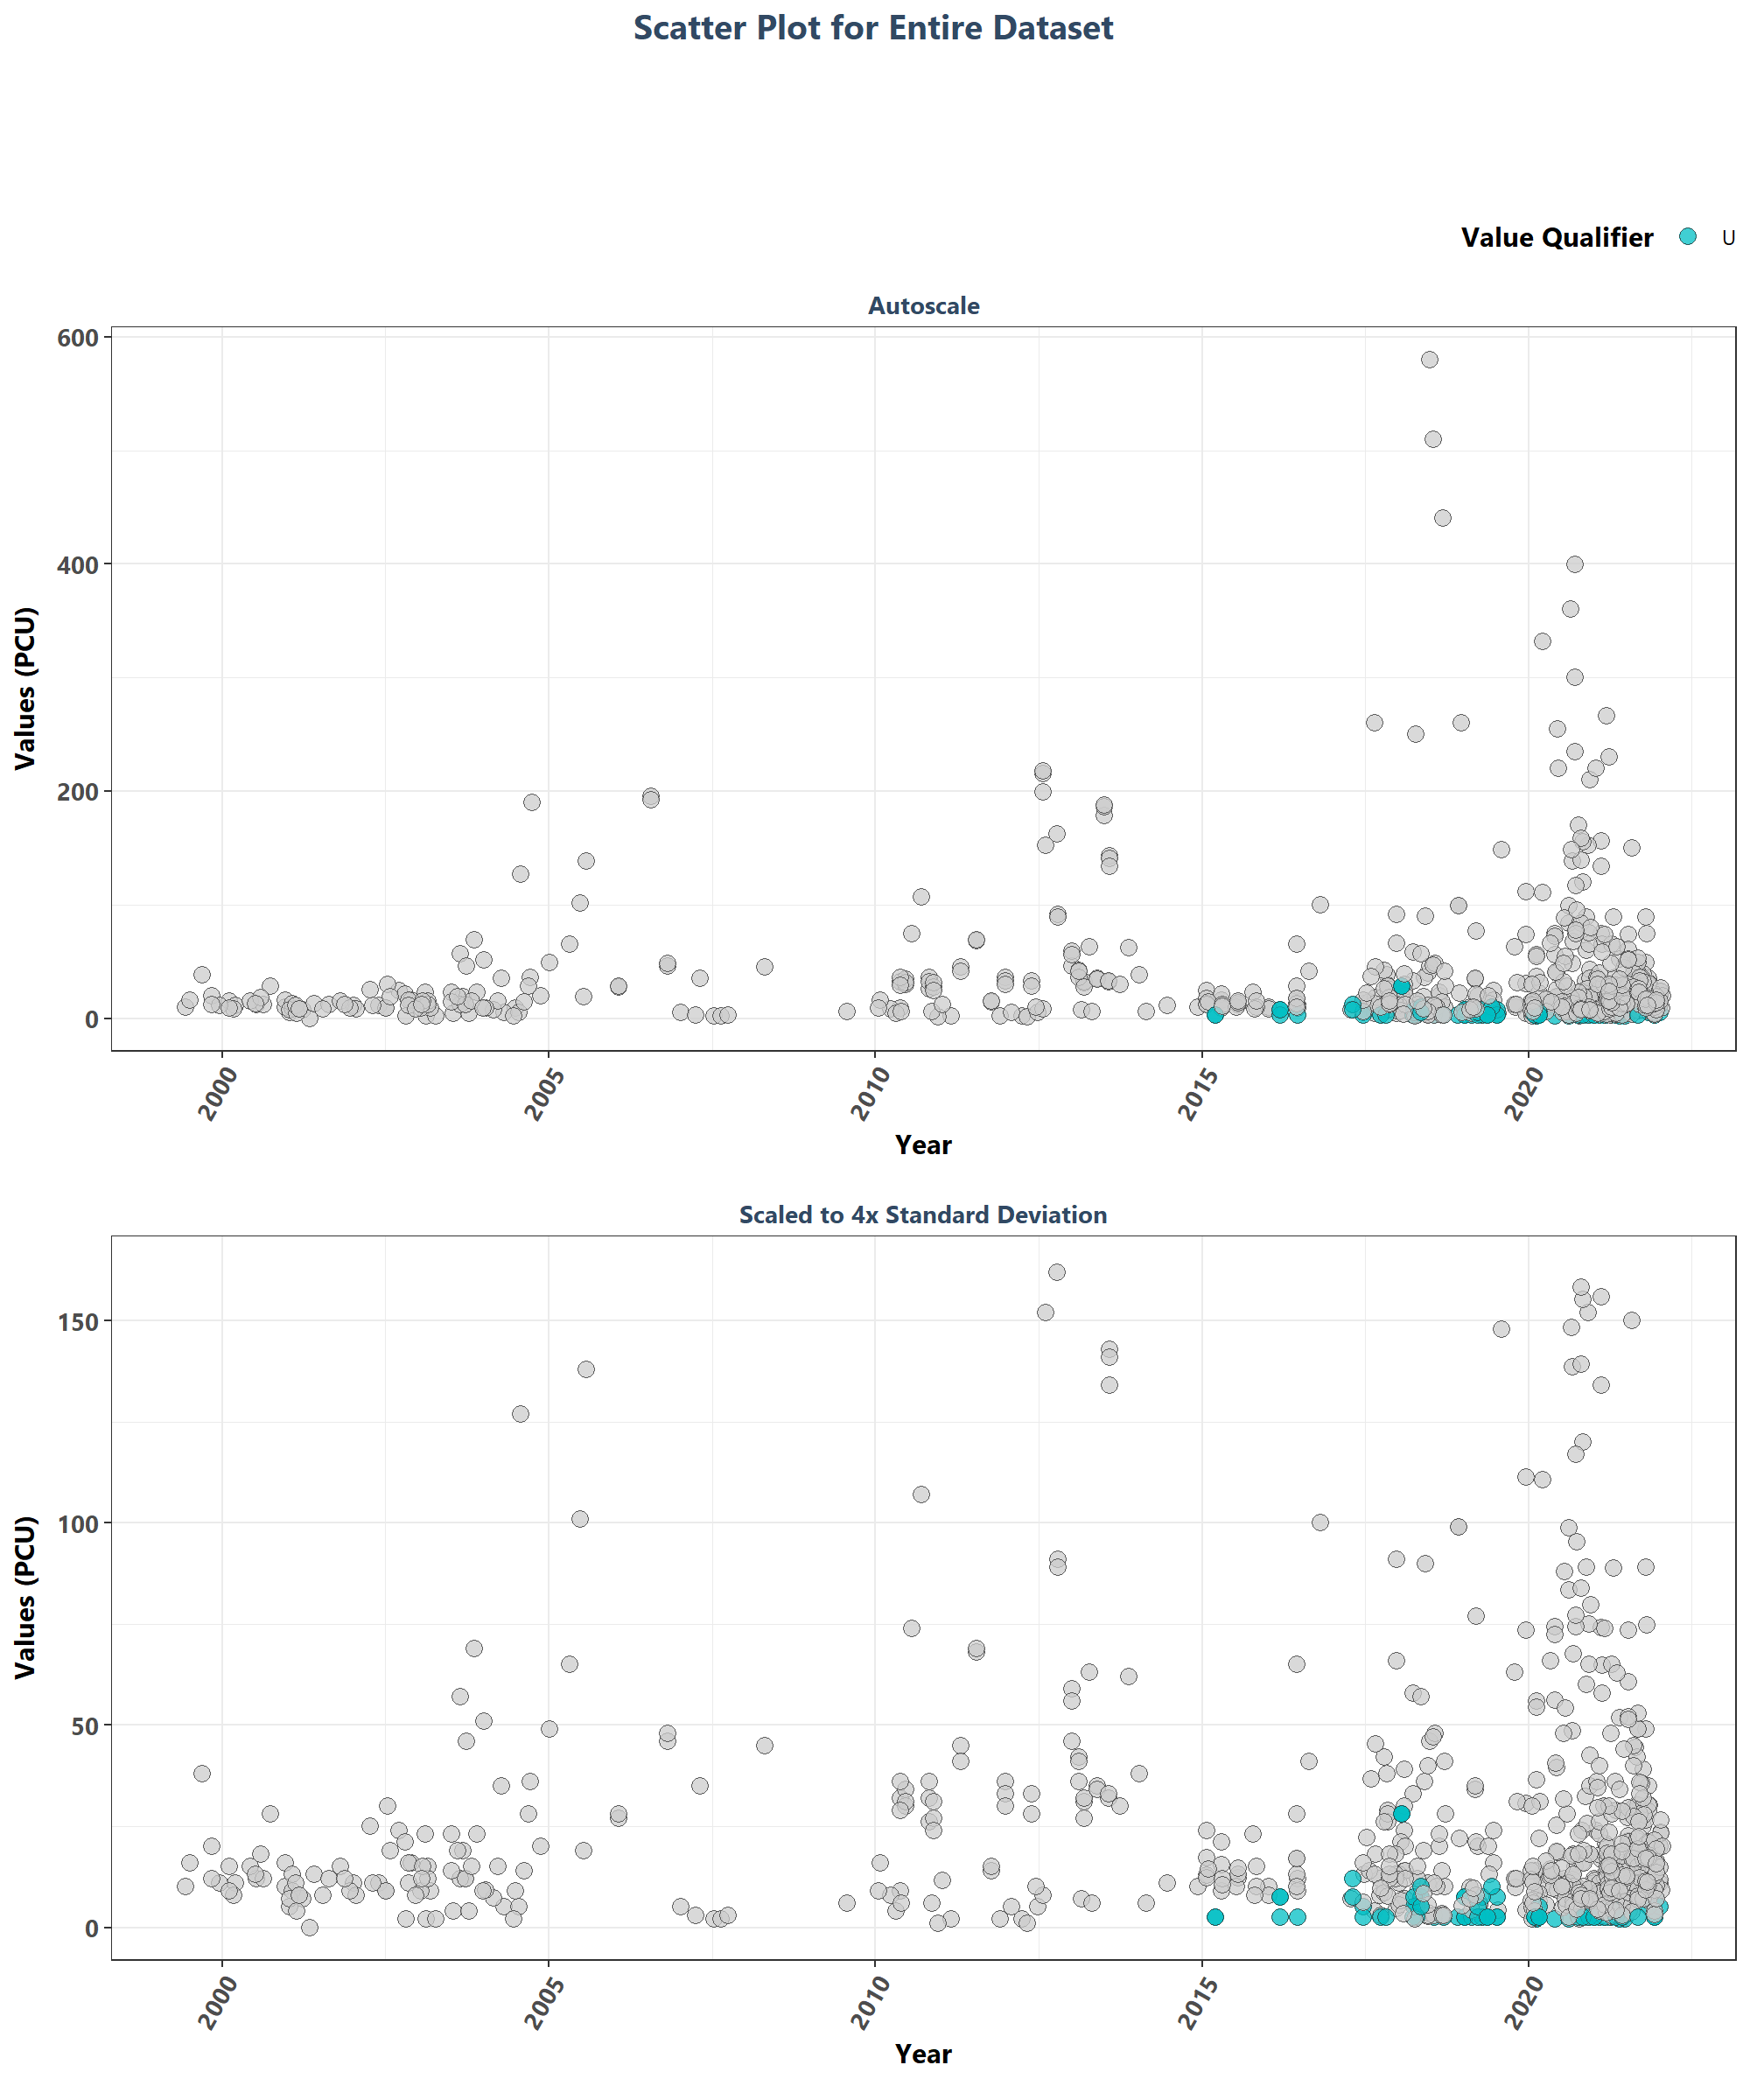 Scatter Plot for Entire Dataset
Value Qualifier U
Autoscale
Values (PCU)
600
400
200
0
2000 2005 2010 2015 2020
Year
Scaled to 4x Standard Deviation
Values (PCU)
150
100
50
0
2000 2005 2010 2015 2020
Year